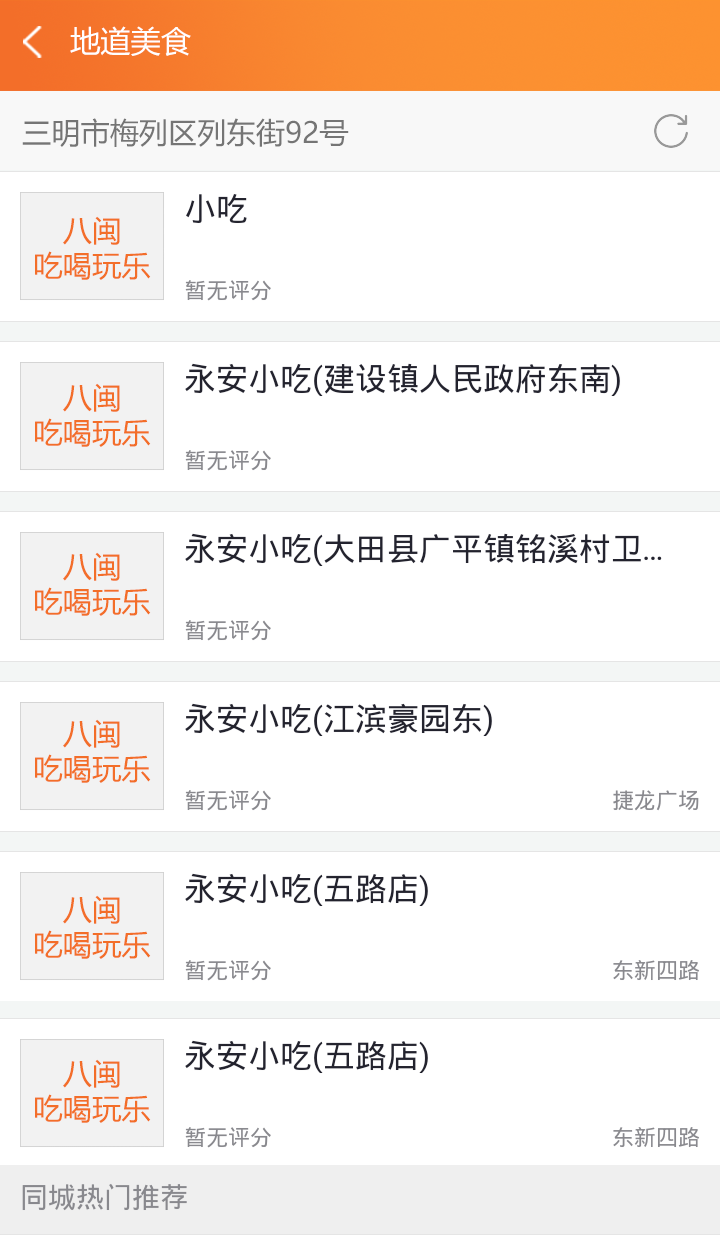 地道美食
三明市梅列区列东街92号
八闽
吃喝玩乐
小吃
暂无评分
八闽
吃喝玩乐
永安小吃(建设镇人民政府东南)
暂无评分
八闽
吃喝玩乐
永安小吃(大田县广平镇铭溪村卫...
暂无评分
八闽
吃喝玩乐
永安小吃(江滨豪园东)
暂无评分
捷龙广场
八闽
吃喝玩乐
永安小吃(五路店)
暂无评分
东新四路
八闽
吃喝玩乐
永安小吃(五路店)
暂无评分
东新四路
同城热门推荐